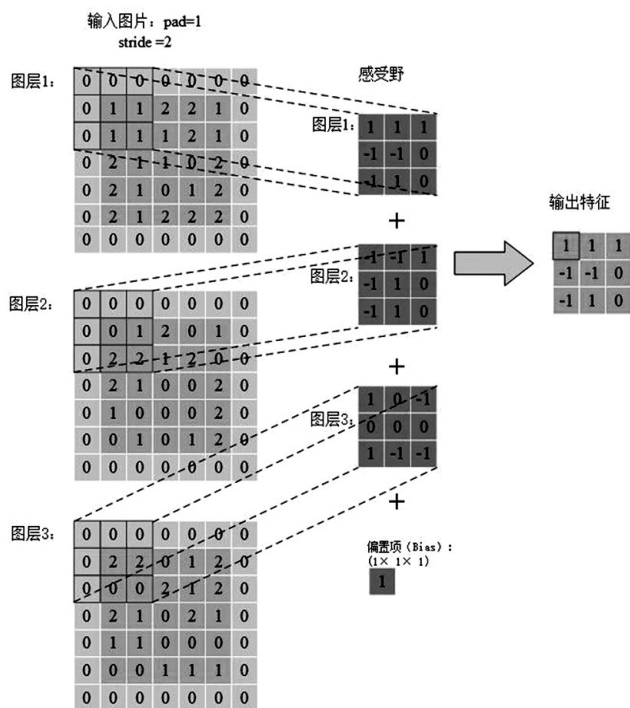 输入图片：pad=1
stride =2
图层1：
0 0 0 0 0 0 0
0 1 1 2 2 1 0
0 1 1 1 2 1 0
0 2 1 1 0 2 0
0 2 1 0 1 2 0
0 2 1 2 2 2 0
0 0 0 0 0 0 0
感受野
图层1：
1 1 1
-1 -1 0
-1 1 0
+
图层2：
0 0 0 0 0 0 0
0 0 1 2 0 1 0
0 2 2 1 2 0 0
0 2 1 0 0 2 0
0 1 0 0 0 2 0
0 0 1 0 1 2 0
0 0 0 0 0 0 0
图层2：
-1 -1 1
-1 1 0
-1 1 0
+
图层3：
0 0 0 0 0 0 0
0 2 2 0 1 2 0
0 0 0 2 1 2 0
0 2 1 0 2 1 0
0 1 1 0 0 0 0
0 0 0 1 1 1 0
0 0 0 0 0 0 0
图层3：
1 0 -1
0 0 0
1 -1 -1
+
偏置项（Bias）：
(1× 1× 1)
1
输出特征
1 1 1
-1 -1 0
-1 1 0